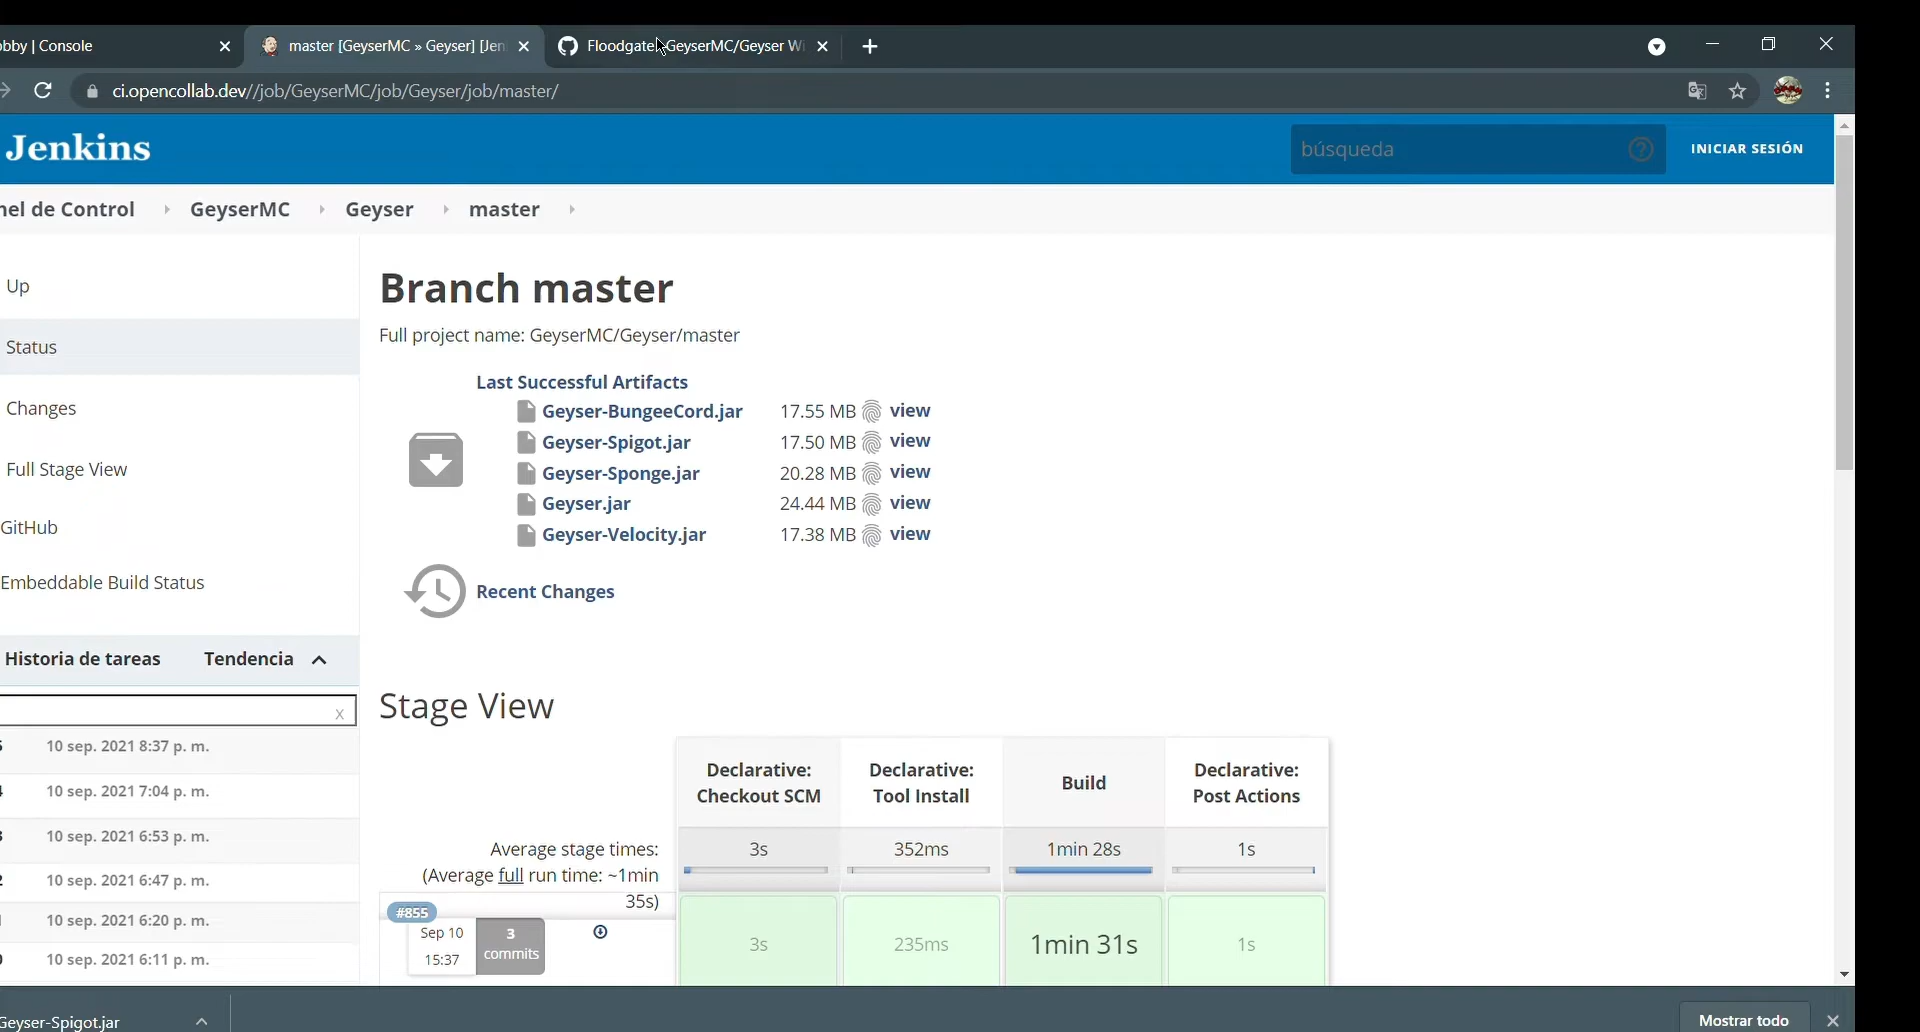 bby | Console
master [GeyserMC » Geyser] [Jen
Floodgate · GeyserMC/Geyser Wi
ci.opencollab.dev//job/GeyserMC/job/Geyser/job/master/
Jenkins
búsqueda
INICIAR SESIÓN
nel de Control
GeyserMC
Geyser
master
Up
Status
Changes
Full Stage View
GitHub
Embeddable Build Status
Historia de tareas
Tendencia
x
10 sep. 2021 8:37 p. m.
10 sep. 2021 7:04 p. m.
10 sep. 2021 6:53 p. m.
10 sep. 2021 6:47 p. m.
10 sep. 2021 6:20 p. m.
10 sep. 2021 6:11 p. m.
Branch master
Full project name: GeyserMC/Geyser/master
Last Successful Artifacts
Geyser-BungeeCord.jar 17.55 MB view
Geyser-Spigot.jar 17.50 MB view
Geyser-Sponge.jar 20.28 MB view
Geyser.jar 24.44 MB view
Geyser-Velocity.jar 17.38 MB view
Recent Changes
Stage View
Declarative: Checkout SCM
Declarative: Tool Install
Build
Declarative: Post Actions
Average stage times:
(Average full run time: ~1min
35s)
3s 352ms 1min 28s 1s
#855
Sep 10
15:37
3
commits
3s 235ms 1min 31s 1s
Geyser-Spigot.jar
Mostrar todo